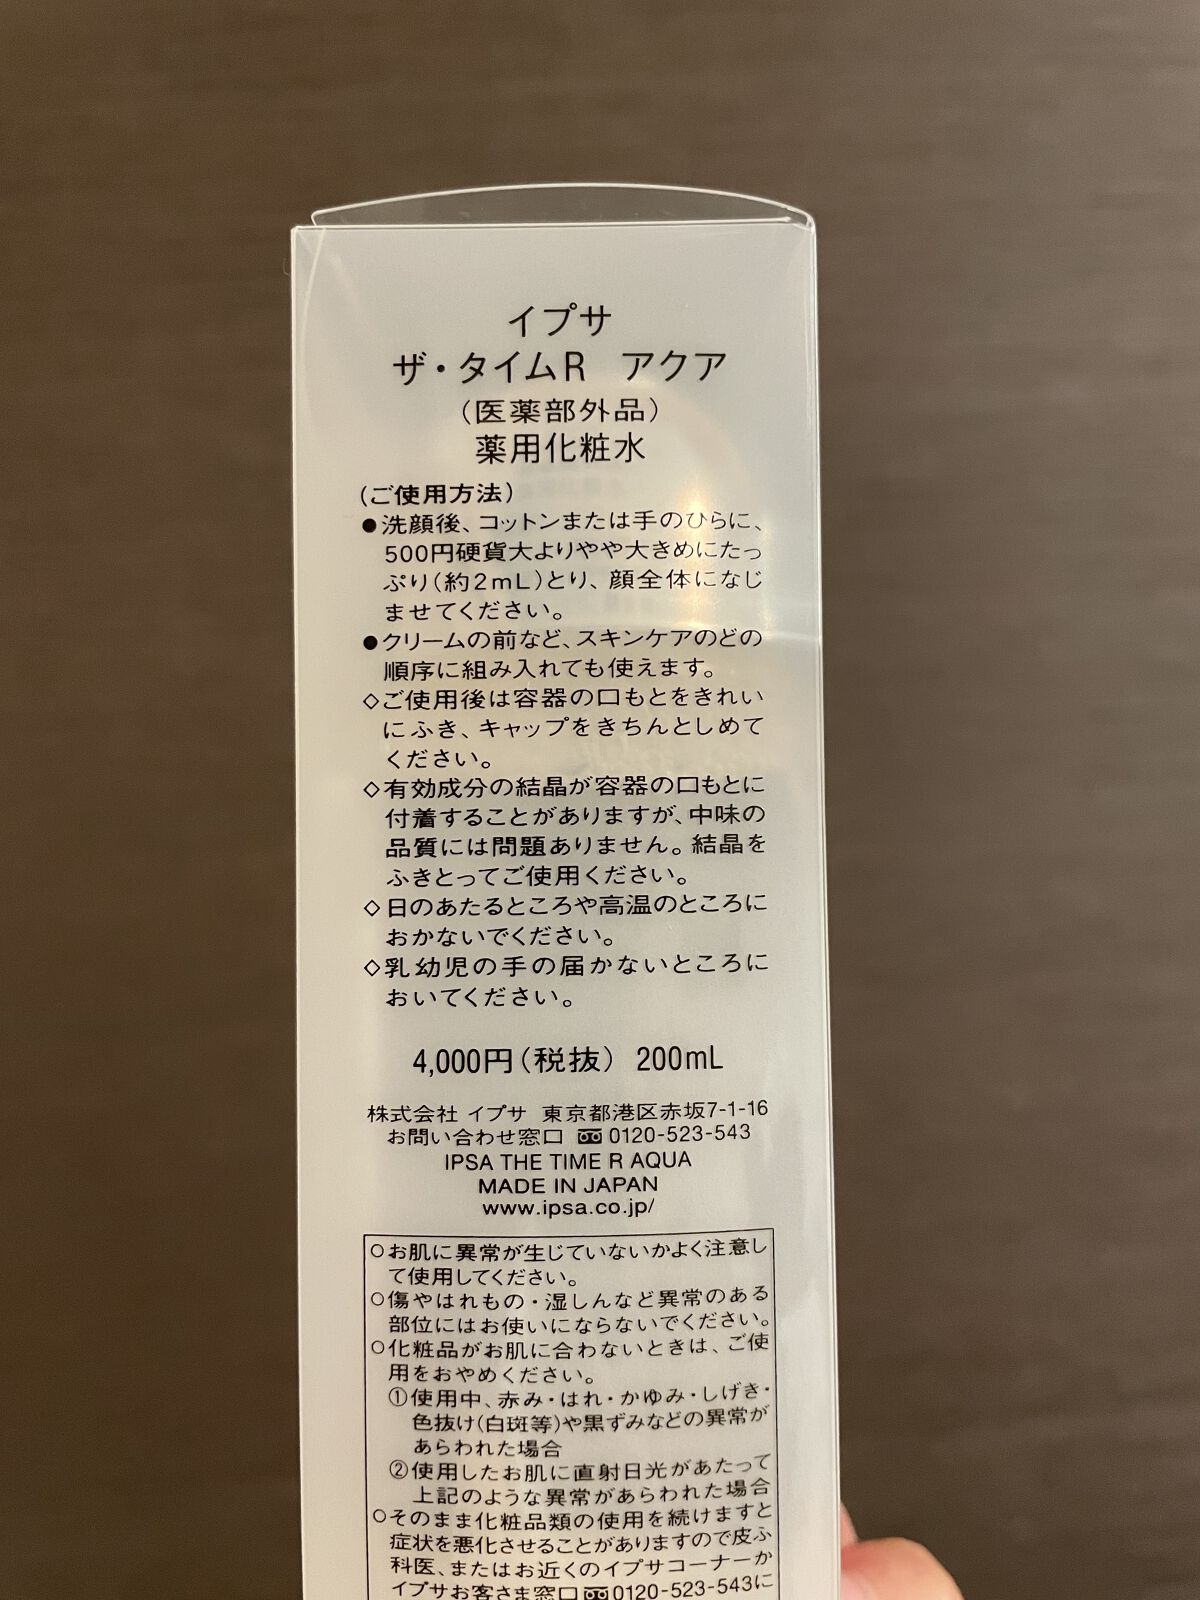 イプサ
ザ・タイムR アクア
（医薬部外品）
薬用化粧水
（ご使用方法）
●洗顔後、コットンまたは手のひらに、
500円硬貨大よりやや大きめにたっ
ぷり（約2mL）とり、顔全体になじ
ませてください。
●クリームの前など、スキンケアのどの
順序に組み入れても使えます。
◇ご使用後は容器の口もとをきれい
にふき、キャップをきちんとしめて
ください。
◇有効成分の結晶が容器の口もとに
付着することがありますが、中味の
品質には問題ありません。結晶を
ふきとってご使用ください。
◇日のあたるところや高温のところに
おかないでください。
◇乳幼児の手の届かないところに
おいてください。
4,000円（税抜） 200mL
株式会社 イプサ 東京都港区赤坂7-1-16
お問い合わせ窓口 0120-523-543
IPSA THE TIME R AQUA
MADE IN JAPAN
www.ipsa.co.jp/
○お肌に異常が生じていないかよく注意し
て使用してください。
○傷やはれもの・湿しんなど異常のある
部位にはお使いにならないでください。
○化粧品がお肌に合わないときは、ご使
用をおやめください。
①使用中、赤み・はれ・かゆみ・しげき・
色抜け（白斑等）や黒ずみなどの異常が
あらわれた場合
②使用したお肌に直射日光があたって
上記のような異常があらわれた場合
○そのまま化粧品類の使用を続けますと
症状を悪化させることがありますので皮ふ
科医、またはお近くのイプサコーナーか
イプサお客さま窓口 0120-523-543に